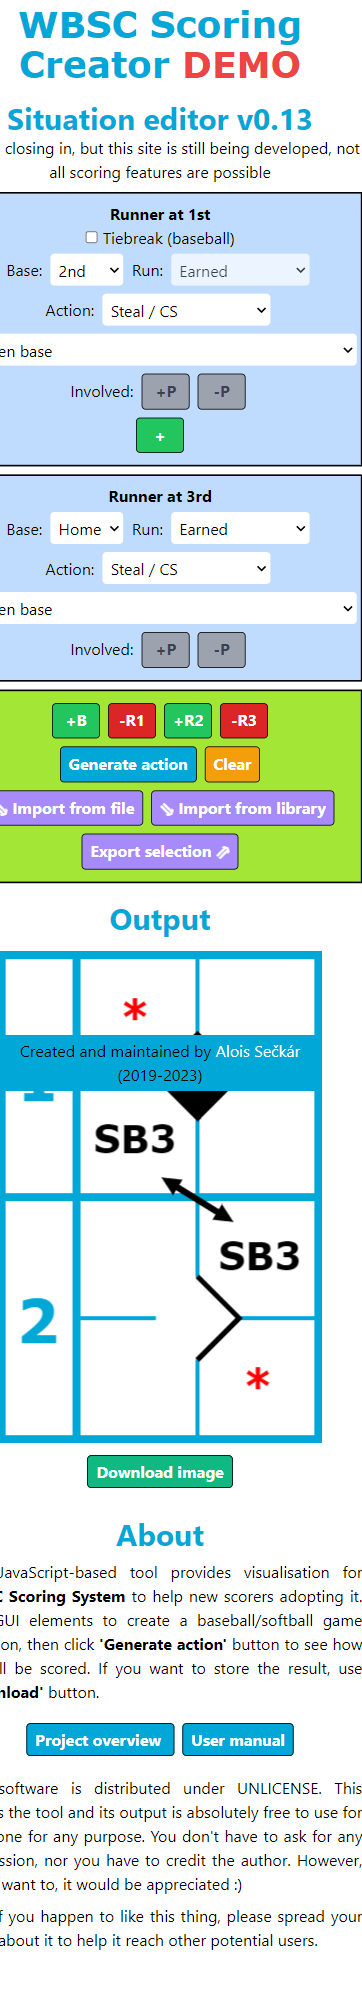 WBSC Scoring
Creator DEMO
Situation editor v0.13
closing in, but this site is still being developed, not
all scoring features are possible
Runner at 1st
Tiebreak (baseball)
Base: 2nd Run: Earned
Action: Steal / CS
en base
Involved: +P -P
+
Runner at 3rd
Base: Home Run: Earned
Action: Steal / CS
en base
Involved: +P -P
+B -R1 +R2 -R3
Generate action Clear
⇘ Import from file ⇘ Import from library
Export selection ⇗
Output
*
Created and maintained by Alois Sečkár
(2019-2023)
SB3
SB3
2
*
Download image
About
JavaScript-based tool provides visualisation for
C Scoring System to help new scorers adopting it.
GUI elements to create a baseball/softball game
on, then click 'Generate action' button to see how
ll be scored. If you want to store the result, use
nload' button.
Project overview User manual
software is distributed under UNLICENSE. This
s the tool and its output is absolutely free to use for
one for any purpose. You don't have to ask for any
ssion, nor you have to credit the author. However,
want to, it would be appreciated :)
f you happen to like this thing, please spread your
about it to help it reach other potential users.